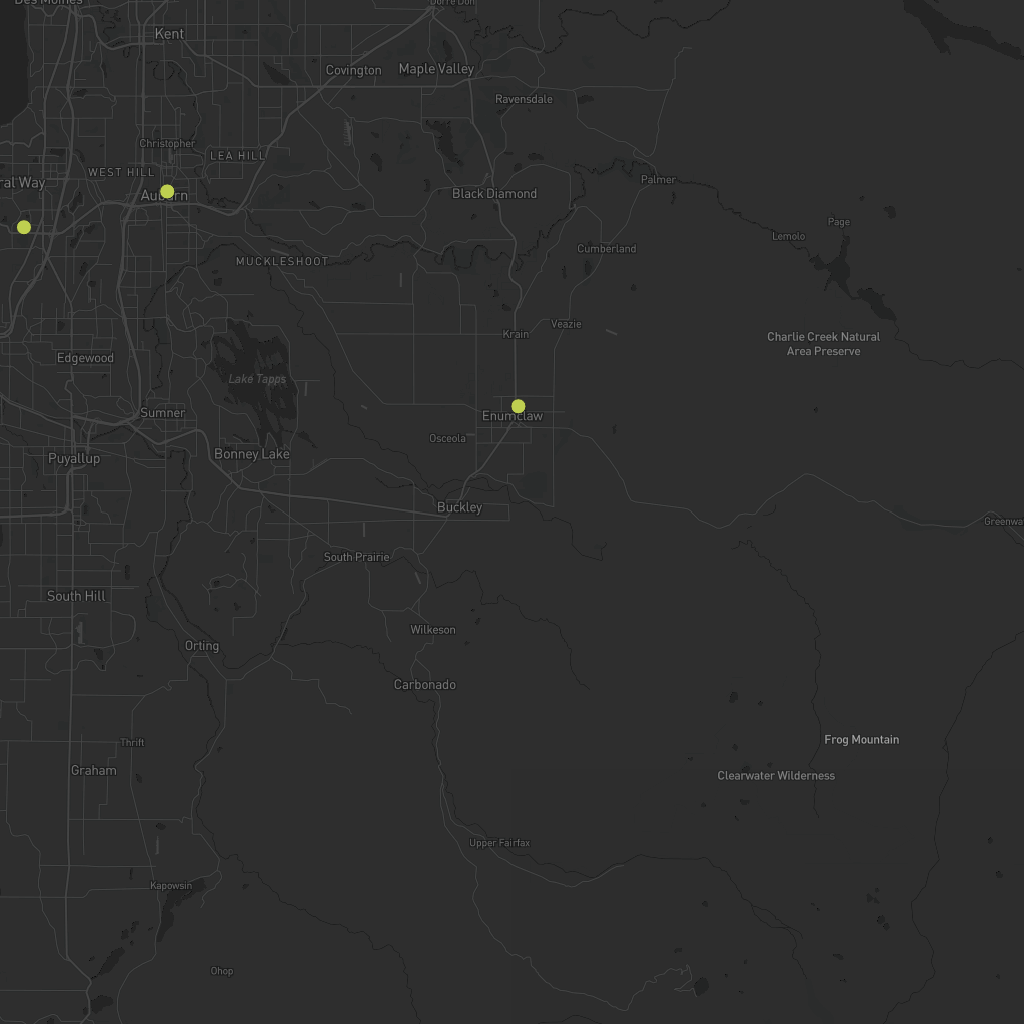 Des Moines
Dorre Don
Kent
Covington
Maple Valley
Ravensdale
Christopher
LEA HILL
WEST HILL
ral Way
Auburn
Black Diamond
Palmer
Page
Lemolo
Cumberland
MUCKLESHOOT
Krain
Veazie
Charlie Creek Natural
Area Preserve
Edgewood
Lake Tapps
Sumner
Enumclaw
Osceola
Puyallup
Bonney Lake
Buckley
Greenwa
South Prairie
South Hill
Wilkeson
Orting
Carbonado
Frog Mountain
Thrift
Graham
Clearwater Wilderness
Upper Fairfax
Kapowsin
Ohop